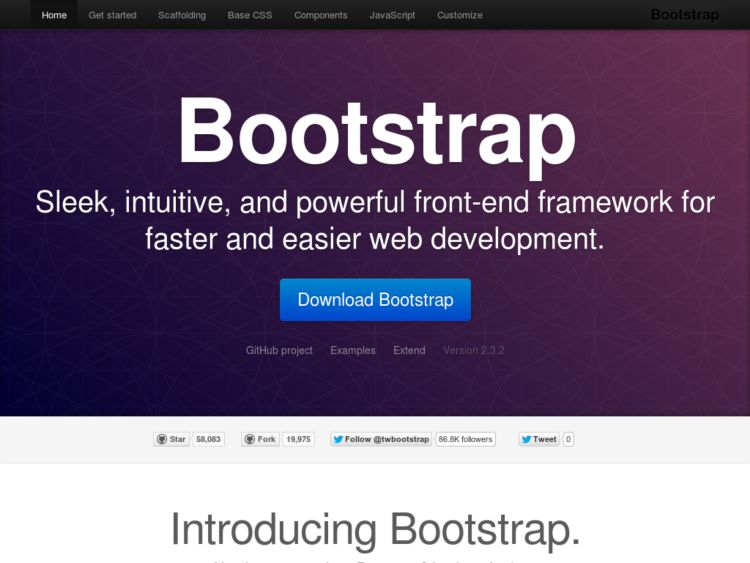 Home Get started Scaffolding Base CSS Components JavaScript Customize Bootstrap
Bootstrap
Sleek, intuitive, and powerful front-end framework for
faster and easier web development.
Download Bootstrap
GitHub project Examples Extend Version 2.3.2
Star 58,083 Fork 19,975 Follow @twbootstrap 86.8K followers Tweet 0
Introducing Bootstrap.